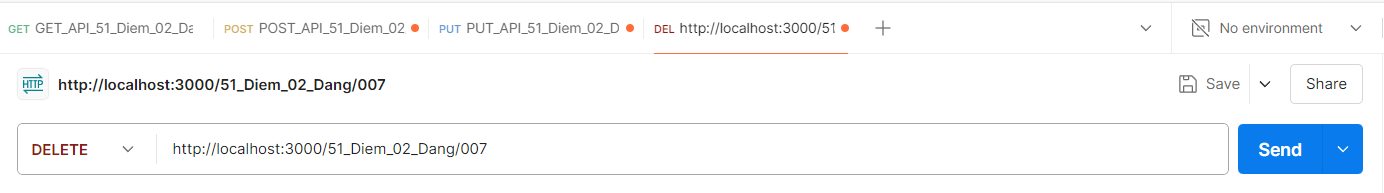 GET GET_API_51_Diem_02_Da POST POST_API_51_Diem_02 PUT PUT_API_51_Diem_02_D DEL http://localhost:3000/51 No environment
HTTP http://localhost:3000/51_Diem_02_Dang/007 Save Share
DELETE http://localhost:3000/51_Diem_02_Dang/007 Send